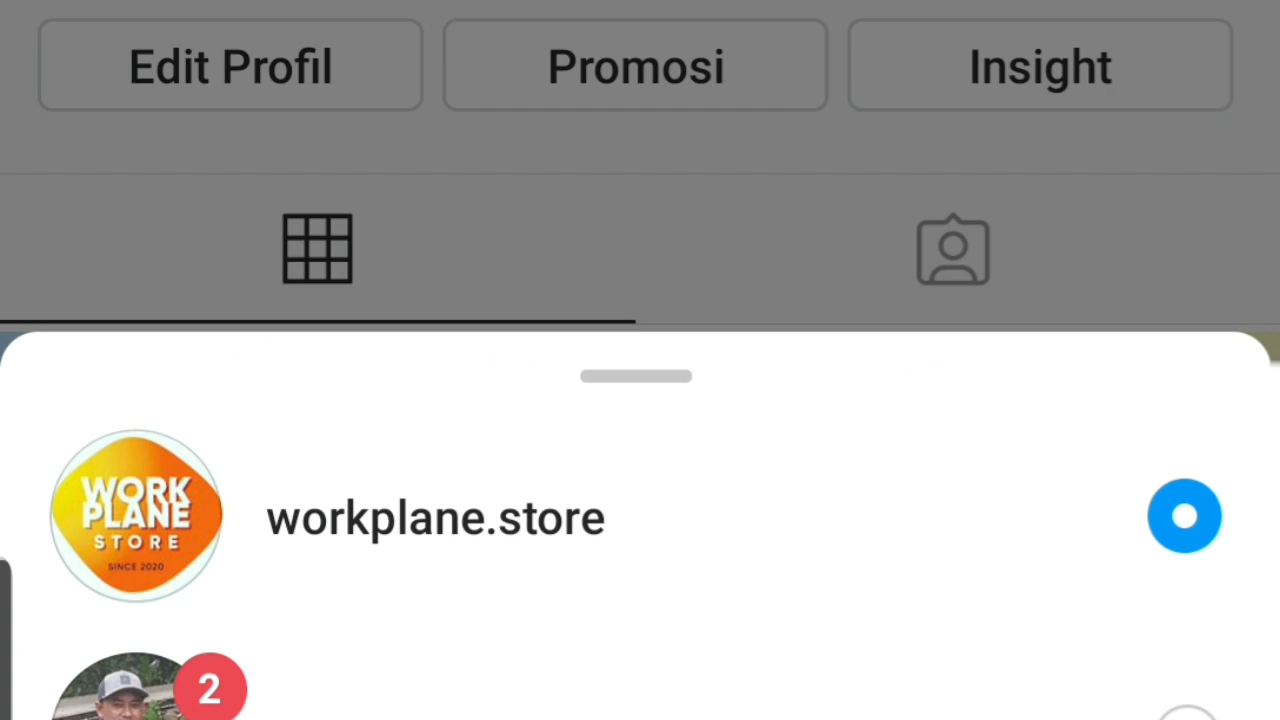 Edit Profil
Promosi
Insight
WORK
PLANE
STORE
SINCE 2020
workplane.store
2